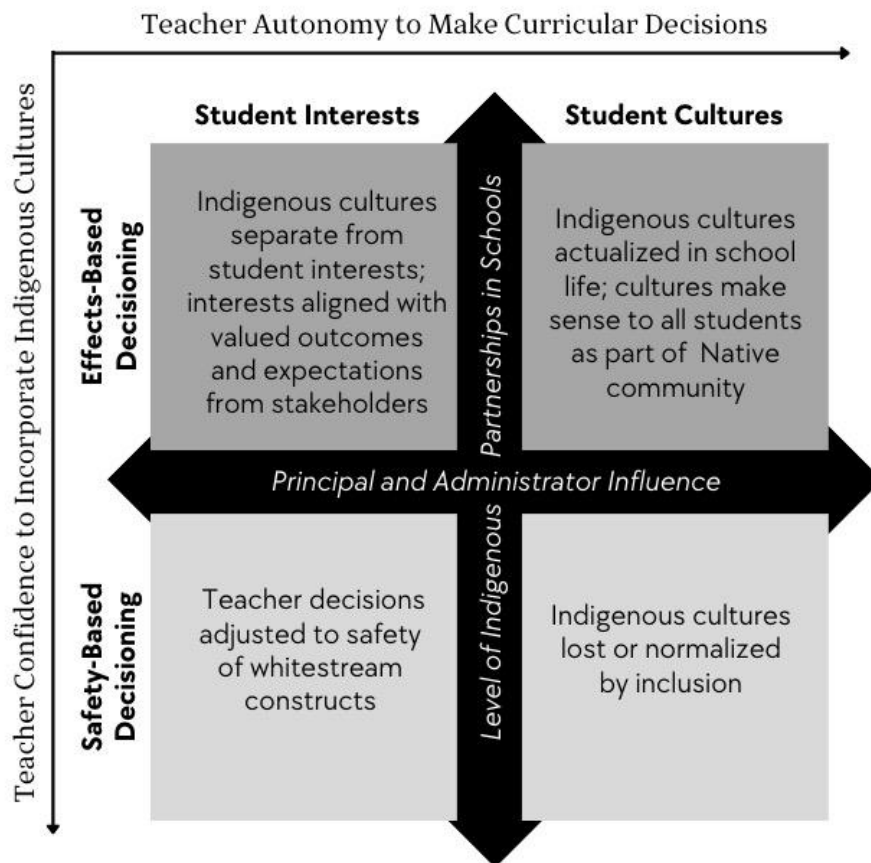 Teacher Autonomy to Make Curricular Decisions
Teacher Confidence to Incorporate Indigenous Cultures
Student Interests
Student Cultures
Effects-Based
Decisioning
Indigenous cultures
separate from
student interests;
interests aligned with
valued outcomes
and expectations
from stakeholders
Indigenous cultures
actualized in school
life; cultures make
sense to all students
as part of Native
community
Level of Indigenous Partnerships in Schools
Principal and Administrator Influence
Safety-Based
Decisioning
Teacher decisions
adjusted to safety
of whitestream
constructs
Indigenous cultures
lost or normalized
by inclusion